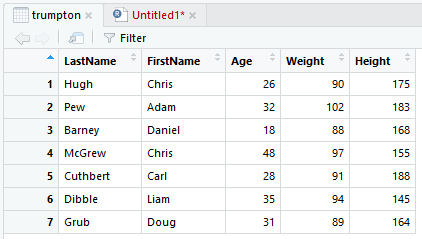 trumpton Untitled1*
Filter
LastName FirstName Age Weight Height
1 Hugh Chris 26 90 175
2 Pew Adam 32 102 183
3 Barney Daniel 18 88 168
4 McGrew Chris 48 97 155
5 Cuthbert Carl 28 91 188
6 Dibble Liam 35 94 145
7 Grub Doug 31 89 164